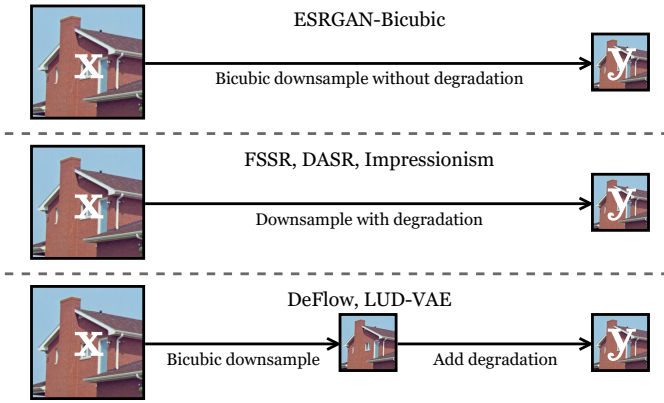 ESRGAN-Bicubic
x
Bicubic downsample without degradation
y
FSSR, DASR, Impressionism
x
Downsample with degradation
y
DeFlow, LUD-VAE
x
Bicubic downsample
Add degradation
y